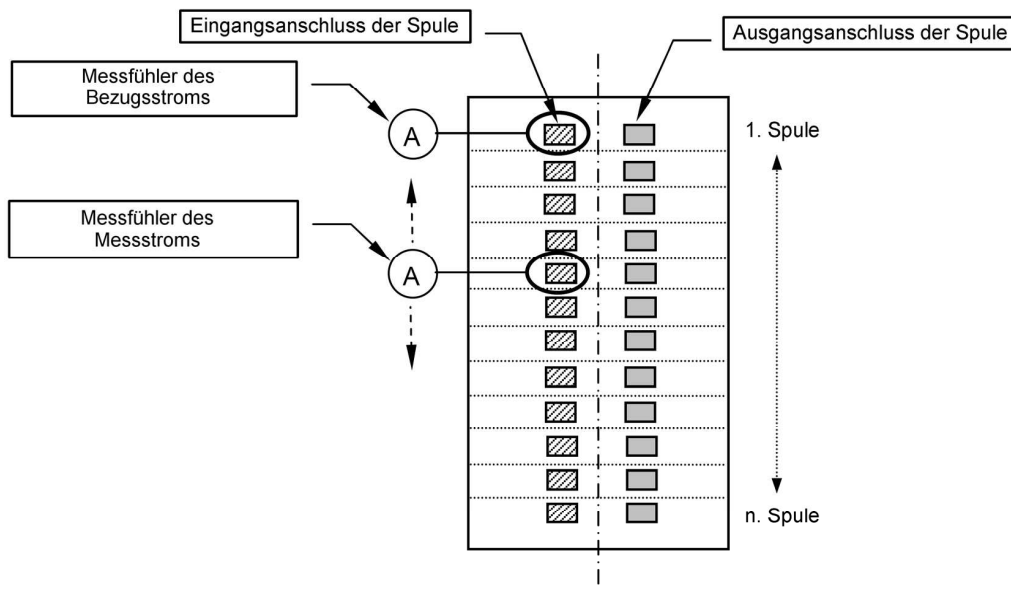 Eingangsanschluss der Spule
Ausgangsanschluss der Spule
Messfühler des
Bezugsstroms
A
1. Spule
Messfühler des
Messstroms
A
n. Spule